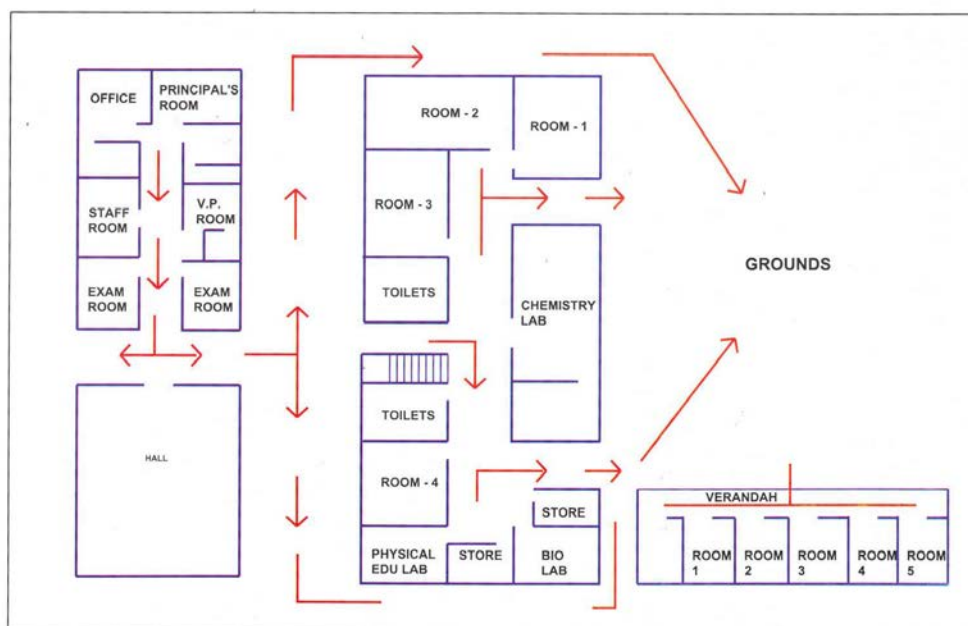 OFFICE
PRINCIPAL'S
ROOM
STAFF
ROOM
V.P.
ROOM
EXAM
ROOM
EXAM
ROOM
HALL
ROOM - 2
ROOM - 1
ROOM - 3
TOILETS
CHEMISTRY
LAB
TOILETS
ROOM - 4
PHYSICAL
EDU LAB
STORE
STORE
BIO
LAB
GROUNDS
VERANDAH
ROOM
1
ROOM
2
ROOM
3
ROOM
4
ROOM
5